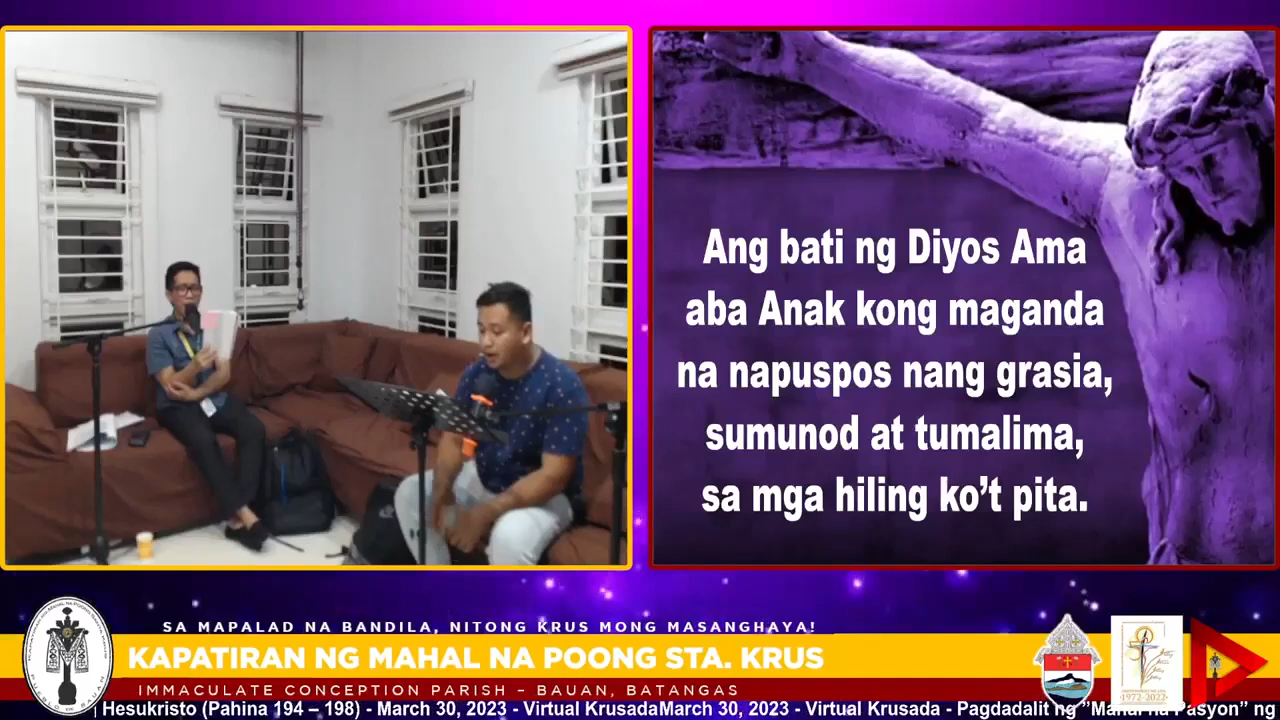 Ang bati ng Diyos Ama
aba Anak kong maganda
na napuspos nang grasia,
sumunod at tumalima,
sa mga hiling ko't pita.
SA MAPALAD NA BANDILA, NITONG KRUS MONG MASANGHAYA!
KAPATIRAN NG MAHAL NA POONG STA. KRUS
IMMACULATE CONCEPTION PARISH – BAUAN, BATANGAS
| Hesukristo (Pahina 194 – 198) - March 30, 2023 - Virtual KrusadaMarch 30, 2023 - Virtual Krusada - Pagdadalit ng "Mahal na Pasyon" ng
·1972-2022·